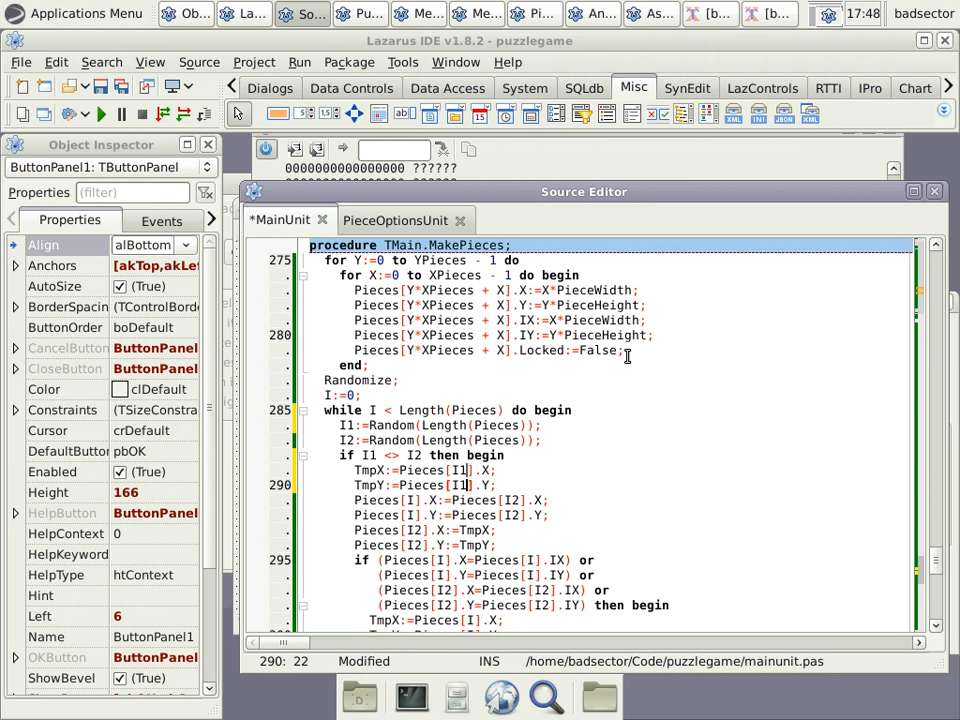 Applications Menu Ob... La... So... Pu... Me... Me... Pi... An... As... [b... [b... 17:48 badsector
Lazarus IDE v1.8.2 - puzzlegame
File Edit Search View Source Project Run Package Tools Window Help
Dialogs Data Controls Data Access System SQLdb Misc SynEdit LazControls RTTI IPro Chart
Object Inspector
ButtonPanel1: TButtonPanel
Properties (filter)
Properties Events
Align alBottom
Anchors [akTop,akLef
AutoSize (True)
BorderSpacin (TControlBord
ButtonOrder boDefault
CancelButton ButtonPanel
CloseButton ButtonPanel
Color clDefault
Constraints (TSizeConstra
Cursor crDefault
DefaultButton pbOK
Enabled (True)
Height 166
HelpButton ButtonPanel
HelpContext 0
HelpKeyword
HelpType htContext
Hint
Left 6
Name ButtonPanel1
OKButton ButtonPanel
ShowBevel (True)
0000000000000000 ??????
Source Editor
*MainUnit PieceOptionsUnit
procedure TMain.MakePieces;
275 for Y:=0 to YPieces - 1 do
. for X:=0 to XPieces - 1 do begin
. Pieces[Y*XPieces + X].X:=X*PieceWidth;
. Pieces[Y*XPieces + X].Y:=Y*PieceHeight;
. Pieces[Y*XPieces + X].IX:=X*PieceWidth;
280 Pieces[Y*XPieces + X].IY:=Y*PieceHeight;
. Pieces[Y*XPieces + X].Locked:=False;
. end;
. Randomize;
. I:=0;
285 while I < Length(Pieces) do begin
. I1:=Random(Length(Pieces));
. I2:=Random(Length(Pieces));
. if I1 <> I2 then begin
. TmpX:=Pieces[I1].X;
290 TmpY:=Pieces[I1].Y;
. Pieces[I].X:=Pieces[I2].X;
. Pieces[I].Y:=Pieces[I2].Y;
. Pieces[I2].X:=TmpX;
. Pieces[I2].Y:=TmpY;
295 if (Pieces[I].X=Pieces[I].IX) or
. (Pieces[I].Y=Pieces[I].IY) or
. (Pieces[I2].X=Pieces[I2].IX) or
. (Pieces[I2].Y=Pieces[I2].IY) then begin
. TmpX:=Pieces[I].X;
290: 22 Modified INS /home/badsector/Code/puzzlegame/mainunit.pas